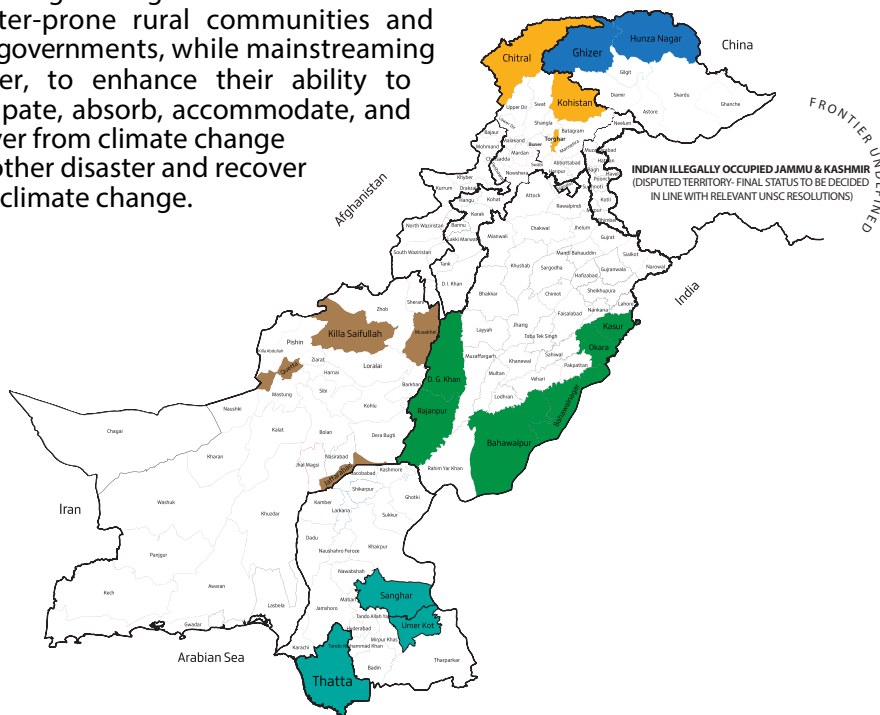 ter-prone rural communities and
governments, while mainstreaming
er, to enhance their ability to
pate, absorb, accommodate, and
ver from climate change
other disaster and recover
climate change.
Chitral
Ghizer
Hunza Nagar
China
Gilgit
Upper Dir
Swat
Kohistan
Diamir
Skardu
Ghanche
Astore
FRONTIER UNDEFINED
Shangla
Batagram
Neelum
Bajaur
Torghar
Malakand
Buner
Mansehra
Mohmand
Mardan
Charsadda
Swabi
Abbottabad
Haripur
Nowshera
Bagh
Khyber
INDIAN ILLEGALLY OCCUPIED JAMMU & KASHMIR
(DISPUTED TERRITORY- FINAL STATUS TO BE DECIDED
IN LINE WITH RELEVANT UNSC RESOLUTIONS)
Afghanistan
Kurrum
Orakzai
Hangu
Kohat
Attock
Rawalpindi
Kotli
Karak
North Waziristan
Bannu
Lakki Marwat
Mianwali
Chakwal
Jhelum
Gujrat
South Waziristan
Tank
Mandi Bahauddin
Sialkot
Khushab
Sargodha
Hafizabad
Gujranwala
Narowal
D.I. Khan
Bhakkar
Chiniot
Sheikhupura
India
Zhob
Sherani
Lahore
Nankana
Faisalabad
Killa Saifullah
Musakhel
Layyah
Jhang
Toba Tek Singh
Kasur
Okara
Pishin
Killa Abdullah
Ziarat
Loralai
Muzaffargarh
Khanewal
Sahiwal
Pakpattan
Quetta
Harnai
D. G. Khan
Multan
Vihari
Mastung
Sibi
Barkhan
Lodhran
Bahawalnagar
Naushki
Kohlu
Rajanpur
Chagai
Kalat
Bolan
Dera Bugti
Bahawalpur
Kharan
Jhal Magsi
Nasirabad
Jaffarabad
Jacobabad
Kashmore
Rahim Yar Khan
Iran
Washuk
Khuzdar
Kamber
Shikarpur
Larkana
Ghotki
Sukkur
Dadu
Panjgur
Naushahro Feroze
Khairpur
Nawabshah
Kech
Awaran
Lasbela
Matiari
Sanghar
Jamshoro
Tando Allah Yar
Gwadar
Hyderabad
Umer Kot
Mirpur Khas
Arabian Sea
Karachi
Tando Muhammad Khan
Badin
Tharparkar
Thatta